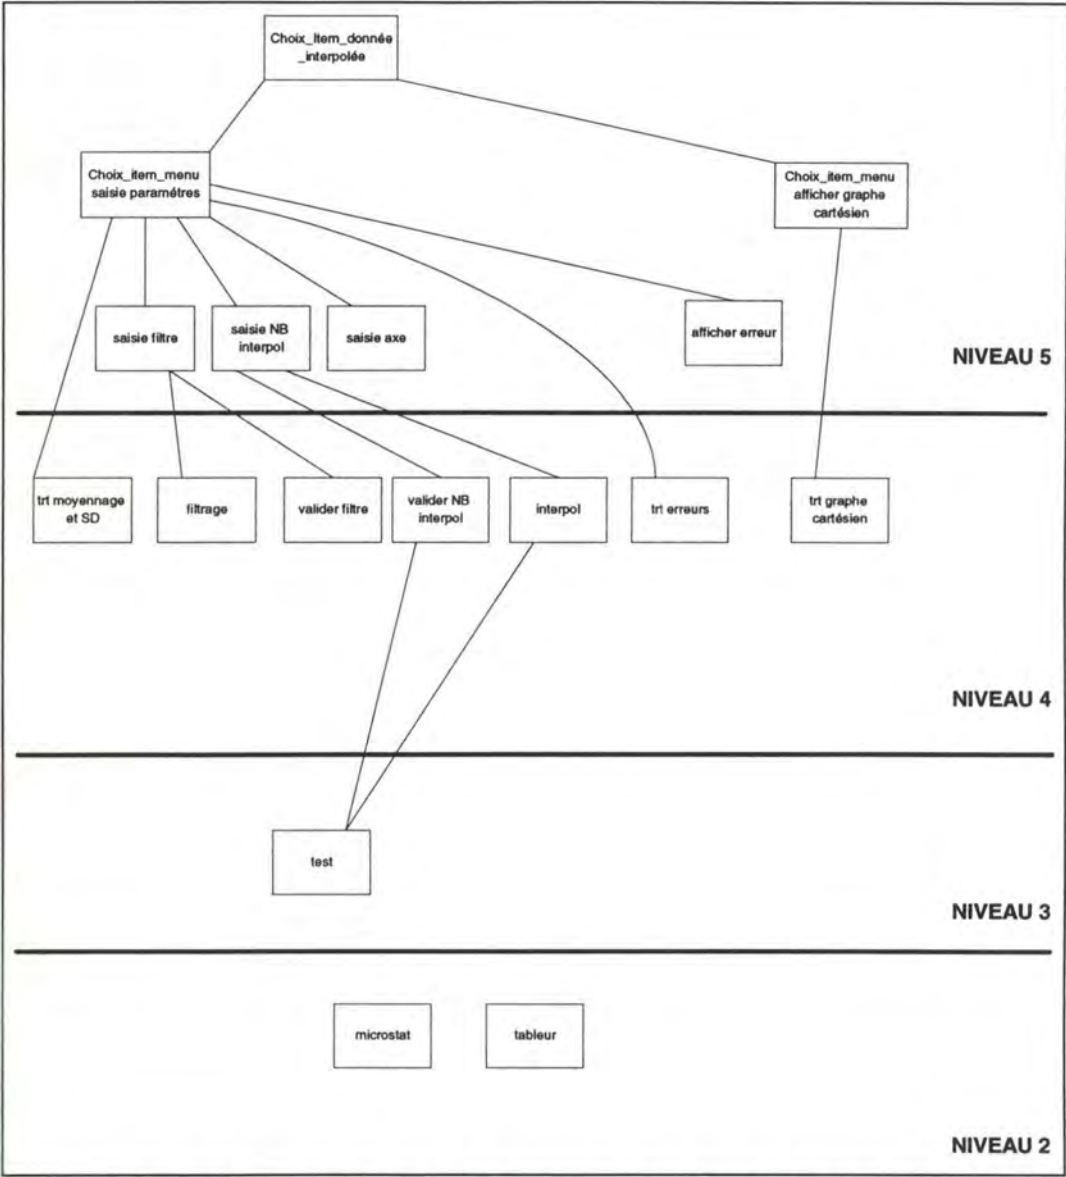 Choix_Item_donnée
_interpolée
Choix_item_menu
saisie paramétres
Choix_item_menu
afficher graphe
cartésien
saisie filtre
saisie NB
interpol
saisie axe
afficher erreur
NIVEAU 5
trt moyennage
et SD
filtrage
valider filtre
valider NB
interpol
interpol
trt erreurs
trt graphe
cartésien
NIVEAU 4
test
NIVEAU 3
microstat
tableur
NIVEAU 2